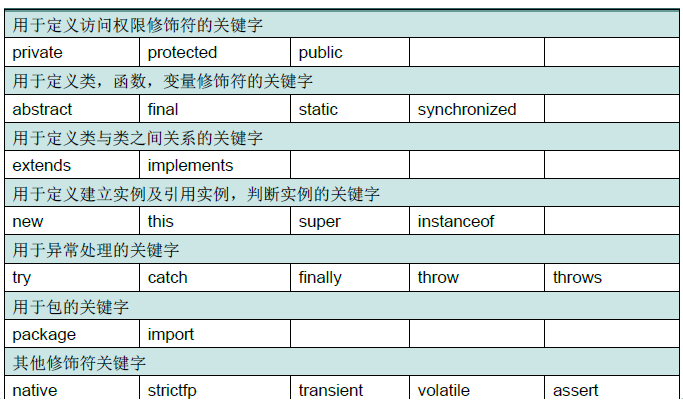 用于定义访问权限修饰符的关键字
private protected public
用于定义类，函数，变量修饰符的关键字
abstract final static synchronized
用于定义类与类之间关系的关键字
extends implements
用于定义建立实例及引用实例，判断实例的关键字
new this super instanceof
用于异常处理的关键字
try catch finally throw throws
用于包的关键字
package import
其他修饰符关键字
native strictfp transient volatile assert